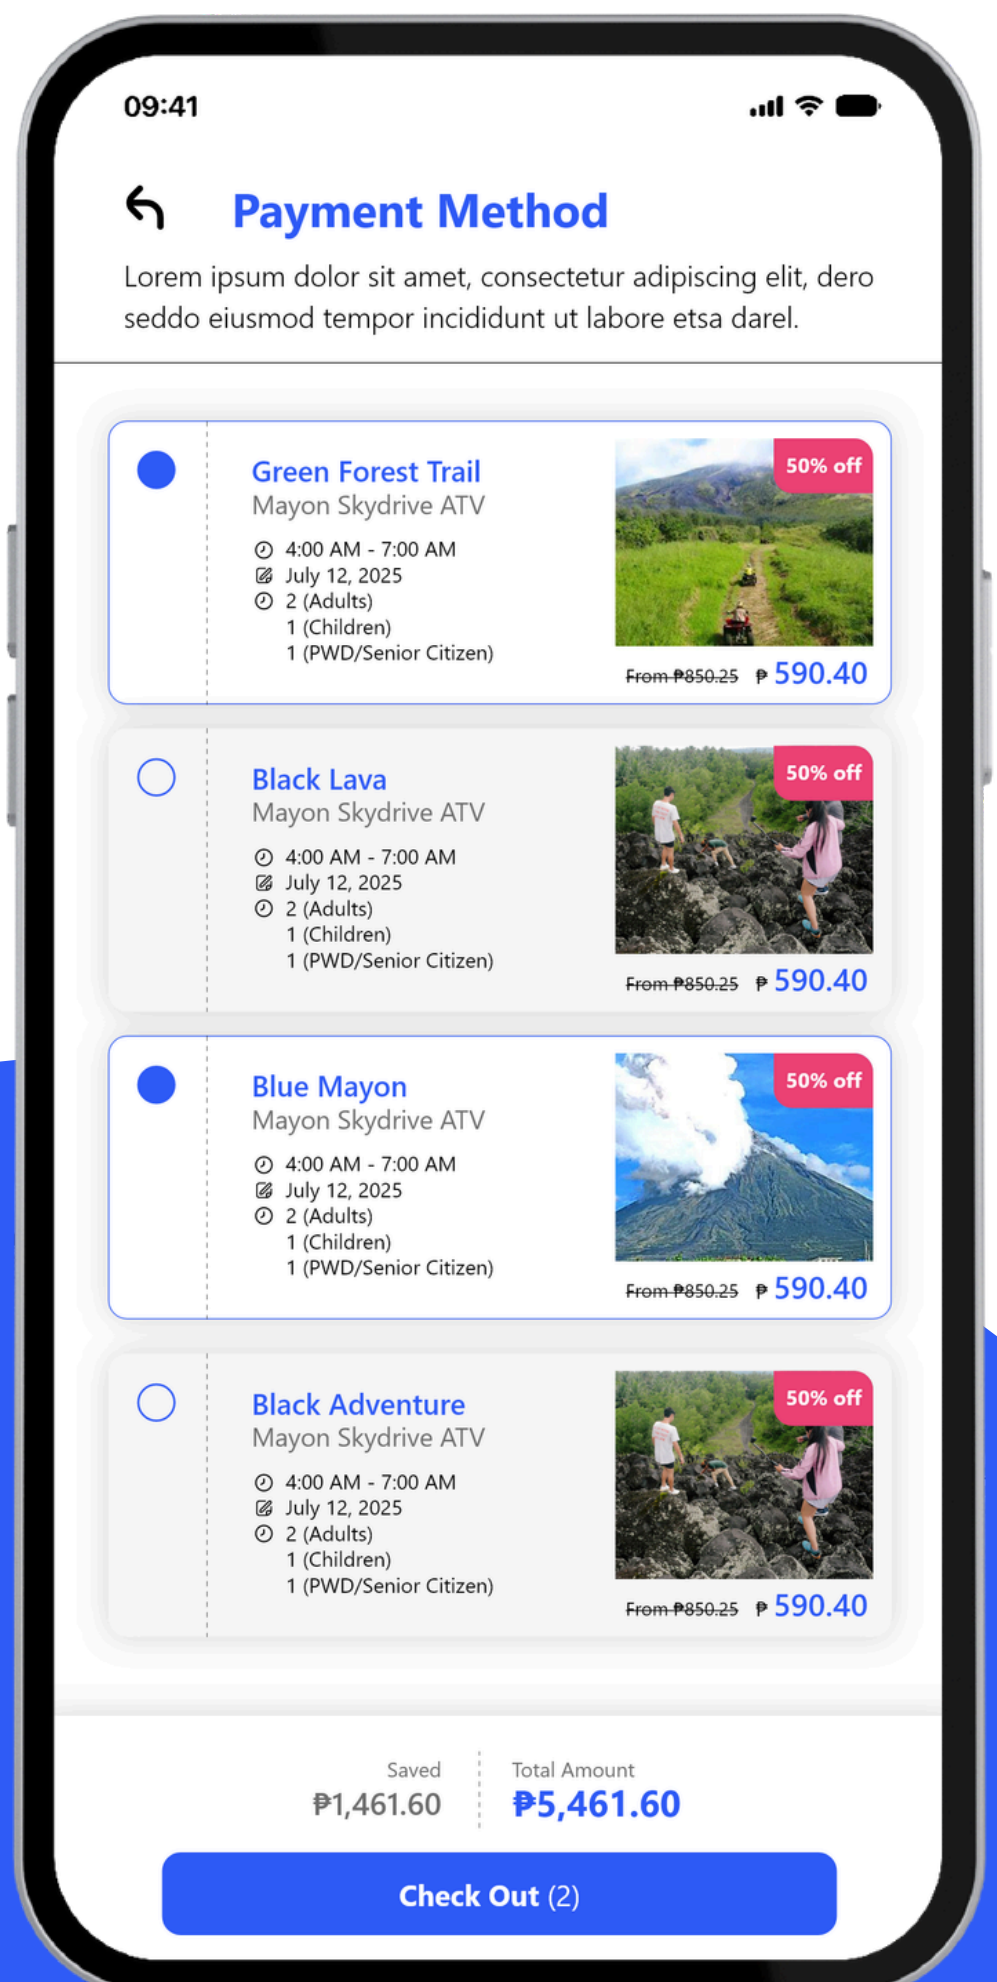 09:41
Payment Method
Lorem ipsum dolor sit amet, consectetur adipiscing elit, dero
seddo eiusmod tempor incididunt ut labore etsa darel.
Green Forest Trail
Mayon Skydrive ATV
4:00 AM - 7:00 AM
July 12, 2025
2 (Adults)
1 (Children)
1 (PWD/Senior Citizen)
50% off
From ₱850.25 ₱ 590.40
Black Lava
Mayon Skydrive ATV
4:00 AM - 7:00 AM
July 12, 2025
2 (Adults)
1 (Children)
1 (PWD/Senior Citizen)
50% off
From ₱850.25 ₱ 590.40
Blue Mayon
Mayon Skydrive ATV
4:00 AM - 7:00 AM
July 12, 2025
2 (Adults)
1 (Children)
1 (PWD/Senior Citizen)
50% off
From ₱850.25 ₱ 590.40
Black Adventure
Mayon Skydrive ATV
4:00 AM - 7:00 AM
July 12, 2025
2 (Adults)
1 (Children)
1 (PWD/Senior Citizen)
50% off
From ₱850.25 ₱ 590.40
Saved
₱1,461.60
Total Amount
₱5,461.60
Check Out (2)